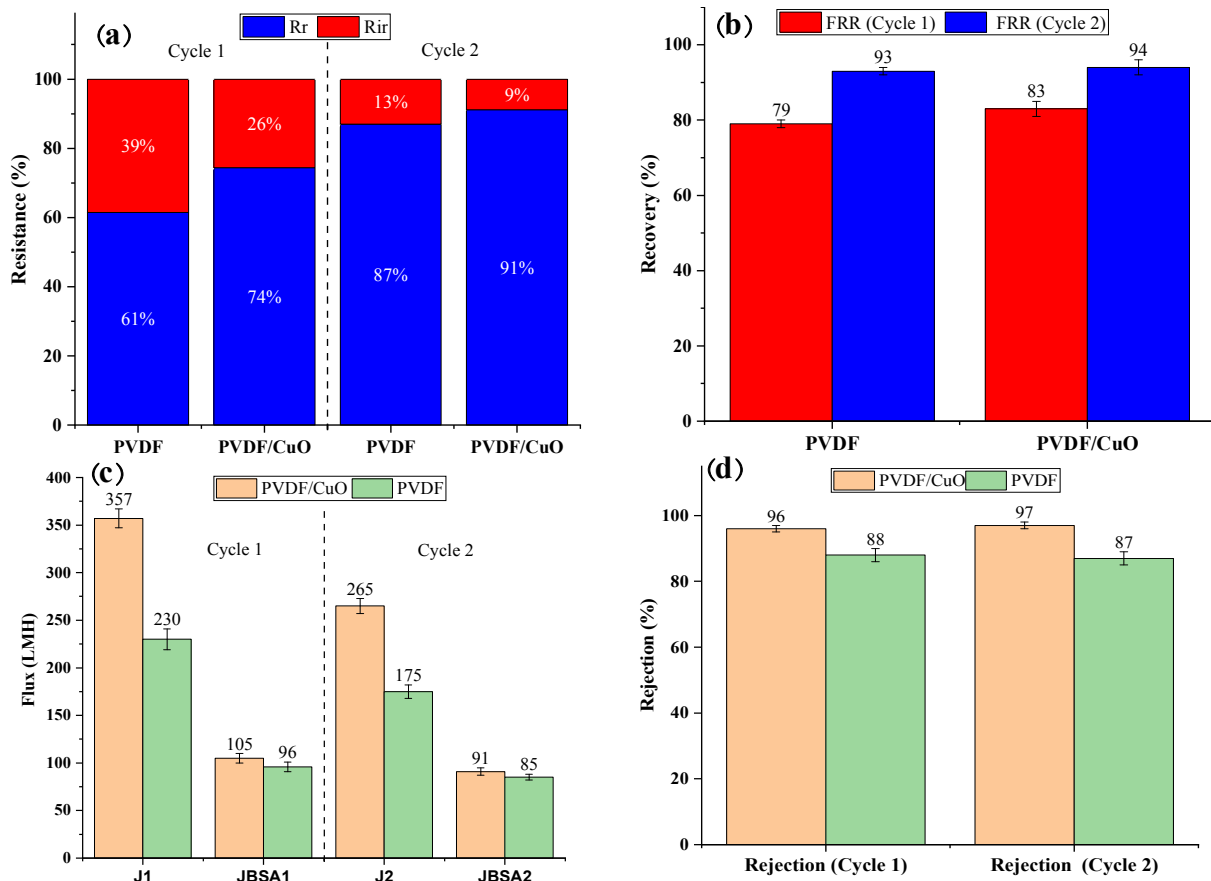 (a)
Rr Rir
Cycle 1 Cycle 2
Resistance (%)
100
80
60
40
20
0
39% 26% 13% 9%
61% 74% 87% 91%
PVDF PVDF/CuO PVDF PVDF/CuO
(b)
FRR (Cycle 1) FRR (Cycle 2)
Recovery (%)
100
80
60
40
20
0
79 93 83 94
PVDF PVDF/CuO
(c)
PVDF/CuO PVDF
Cycle 1 Cycle 2
Flux (LMH)
400
350
300
250
200
150
100
50
0
357 230 105 96 265 175 91 85
J1 JBSA1 J2 JBSA2
(d)
PVDF/CuO PVDF
Rejection (%)
100
80
60
40
20
0
96 88 97 87
Rejection (Cycle 1) Rejection (Cycle 2)